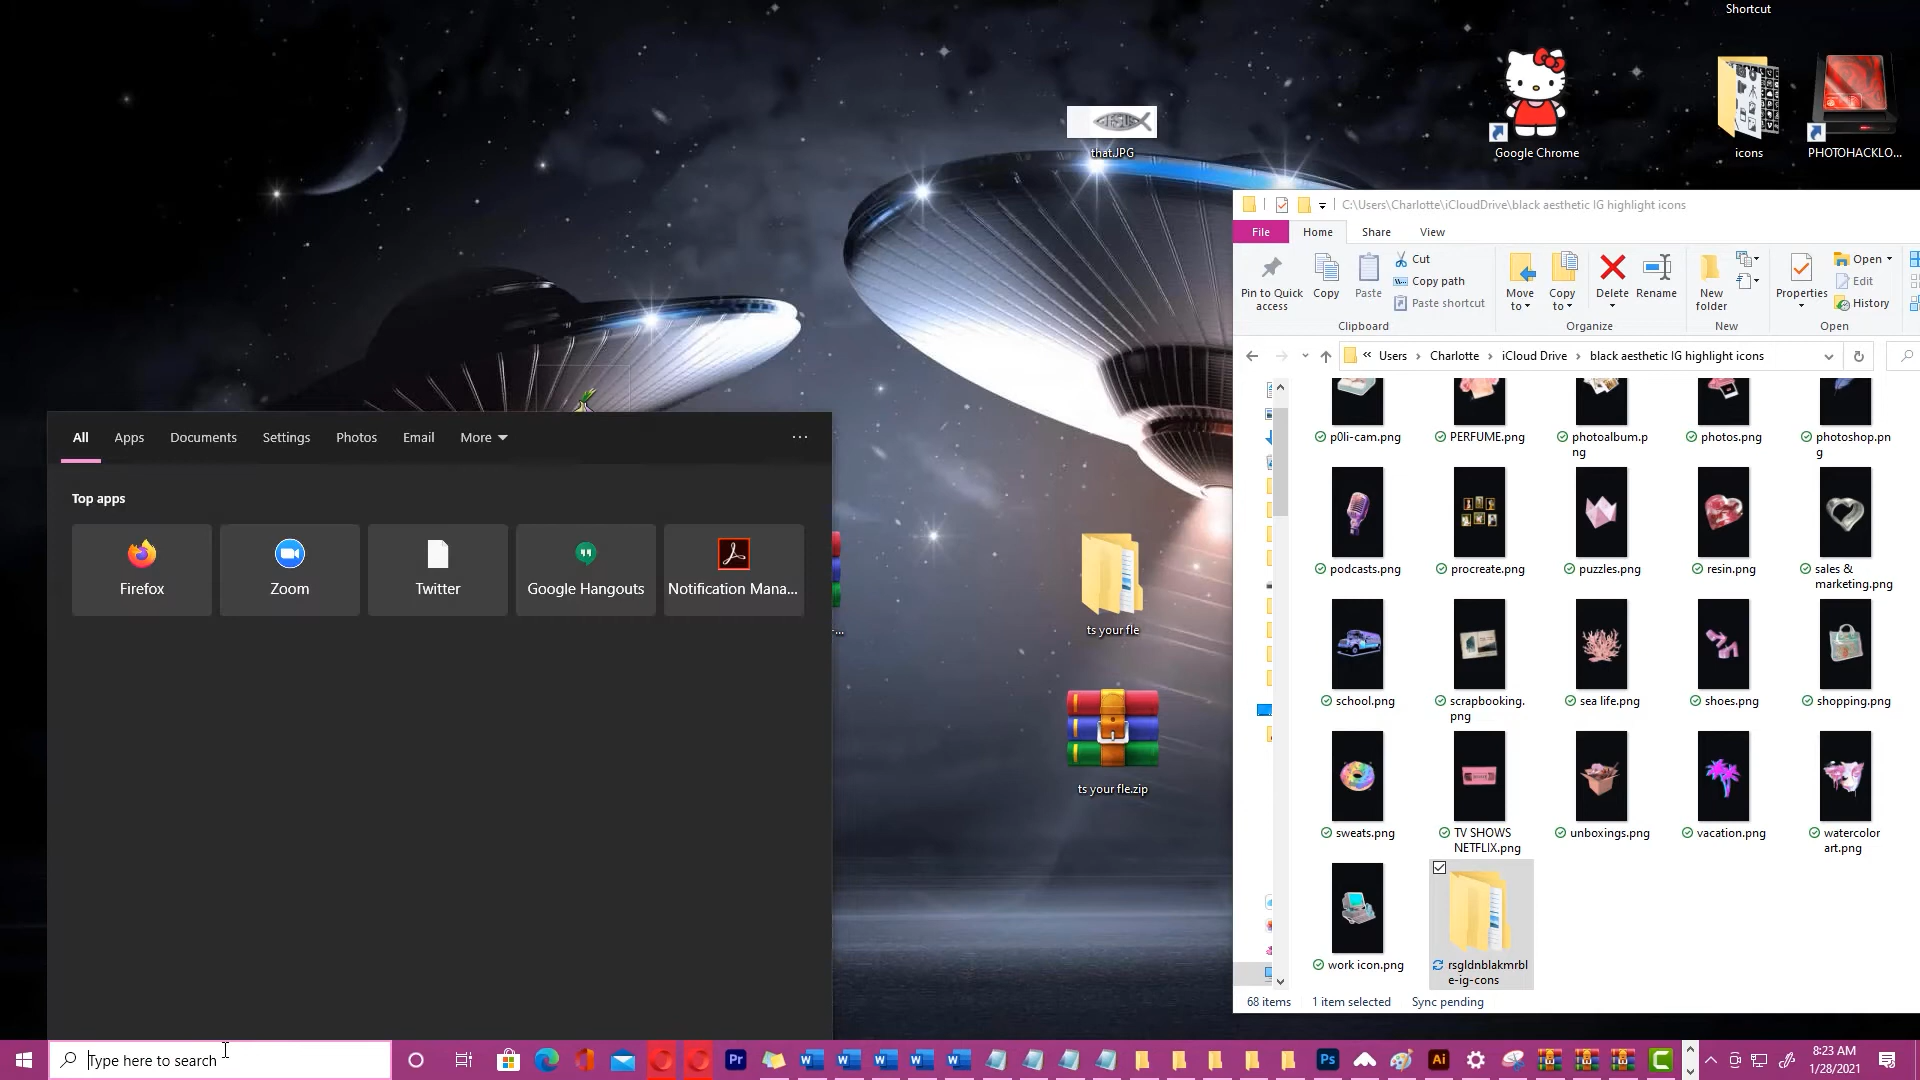 Shortcut
Google Chrome
icons
PHOTOHACKLO...
that.JPG
C:\Users\Charlotte\iCloudDrive\black aesthetic IG highlight icons
File
Home
Share
View
Pin to Quick
access
Copy
Paste
Cut
Copy path
Paste shortcut
Move
to
Copy
to
Delete
Rename
New
folder
Properties
Open
Edit
History
Clipboard
Organize
New
Open
« Users > Charlotte > iCloud Drive > black aesthetic IG highlight icons
p0li-cam.png
PERFUME.png
photoalbum.p
ng
photos.png
photoshop.pn
g
podcasts.png
procreate.png
puzzles.png
resin.png
sales &
marketing.png
school.png
scrapbooking.
png
sea life.png
shoes.png
shopping.png
sweats.png
TV SHOWS
NETFLIX.png
unboxings.png
vacation.png
watercolor
art.png
work icon.png
rsgldnblakmrbl
e-ig-cons
68 items
1 item selected
Sync pending
All
Apps
Documents
Settings
Photos
Email
More
...
Top apps
Firefox
Zoom
Twitter
Google Hangouts
Notification Mana...
-...
ts your fle
ts your fle.zip
Type here to search
Pr
Ps
Ai
8:23 AM
1/28/2021